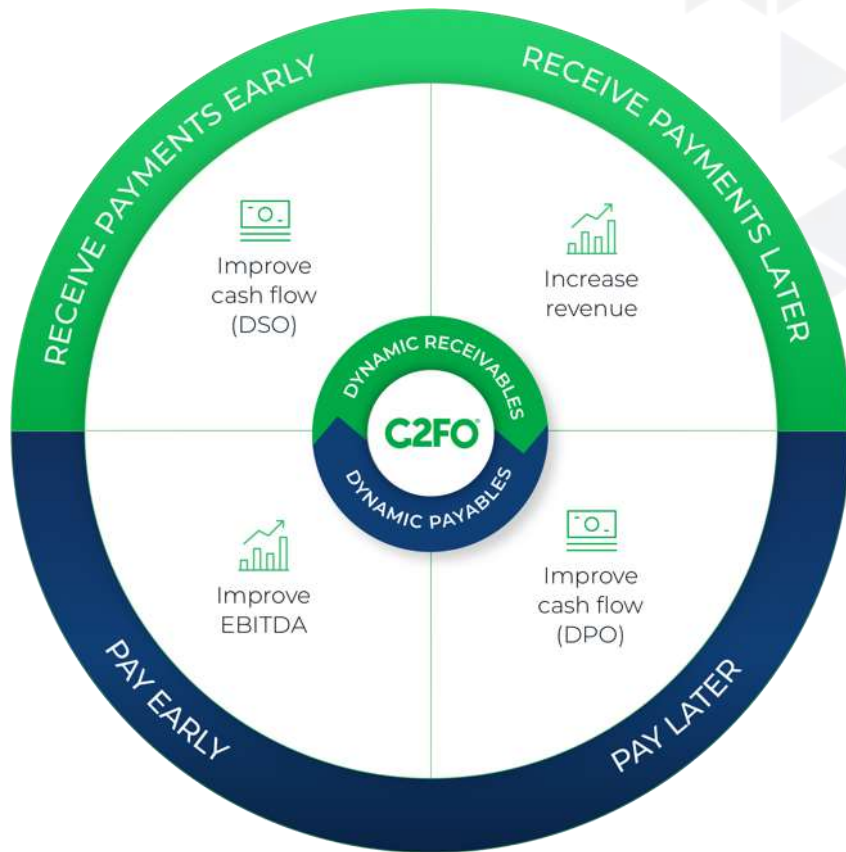 RECEIVE PAYMENTS EARLY
RECEIVE PAYMENTS LATER
Improve
cash flow
(DSO)
Increase
revenue
DYNAMIC RECEIVABLES
C2FO®
DYNAMIC PAYABLES
Improve
EBITDA
Improve
cash flow
(DPO)
PAY EARLY
PAY LATER